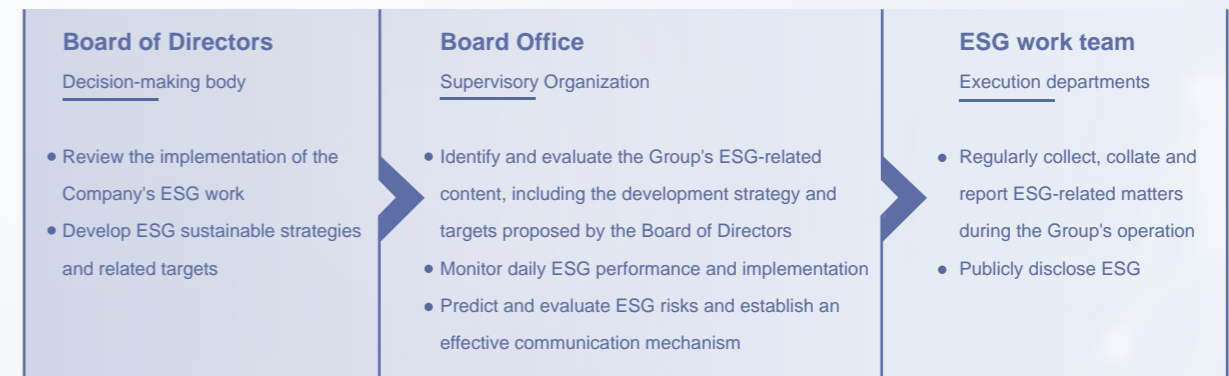 Board of Directors
Decision-making body
● Review the implementation of the
Company's ESG work
● Develop ESG sustainable strategies
and related targets
Board Office
Supervisory Organization
● Identify and evaluate the Group's ESG-related
content, including the development strategy and
targets proposed by the Board of Directors
● Monitor daily ESG performance and implementation
● Predict and evaluate ESG risks and establish an
effective communication mechanism
ESG work team
Execution departments
● Regularly collect, collate and
report ESG-related matters
during the Group's operation
● Publicly disclose ESG